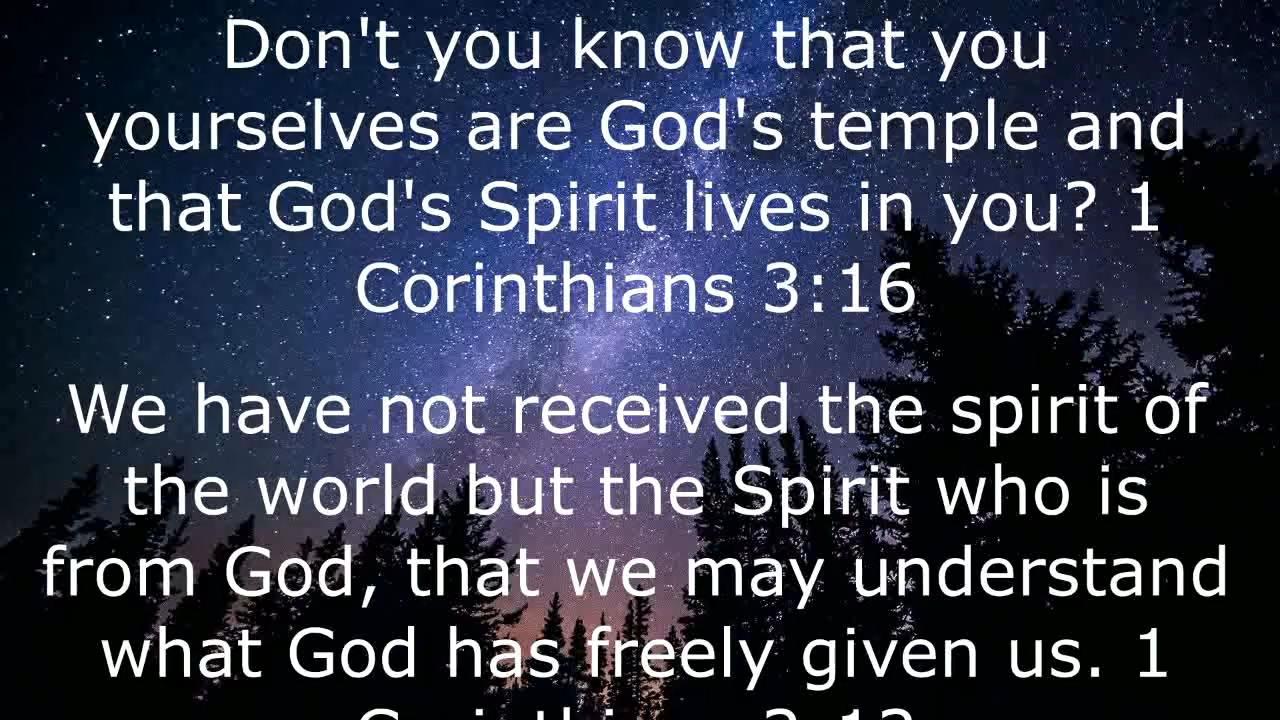 Don't you know that you
yourselves are God's temple and
that God's Spirit lives in you? 1
Corinthians 3:16
We have not received the spirit of
the world but the Spirit who is
from God, that we may understand
what God has freely given us. 1